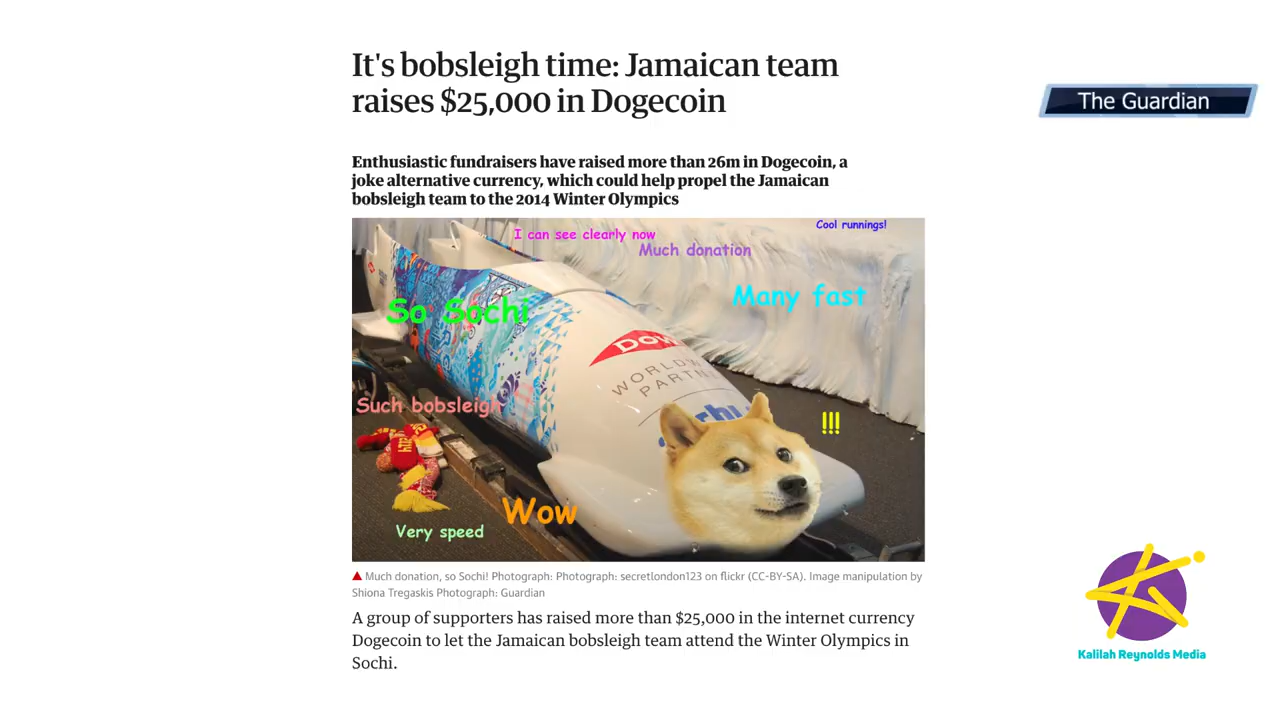 It's bobsleigh time: Jamaican team
raises $25,000 in Dogecoin
The Guardian
Enthusiastic fundraisers have raised more than 26m in Dogecoin, a
joke alternative currency, which could help propel the Jamaican
bobsleigh team to the 2014 Winter Olympics
Cool runnings!
I can see clearly now
Much donation
Many fast
So Sochi
DOW
Such bobsleigh
!!!
Wow
Very speed
▲ Much donation, so Sochi! Photograph: Photograph: secretlondon123 on flickr (CC-BY-SA). Image manipulation by
Shiona Tregaskis Photograph: Guardian
A group of supporters has raised more than $25,000 in the internet currency
Dogecoin to let the Jamaican bobsleigh team attend the Winter Olympics in
Sochi.
Kalilah Reynolds Media